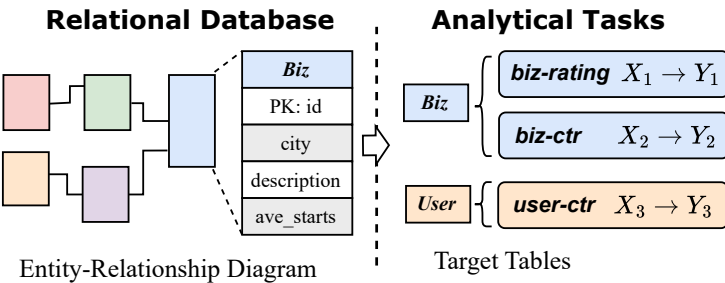 Relational Database
Analytical Tasks
Biz
PK: id
city
description
ave_starts
Entity-Relationship Diagram
Biz
biz-rating X₁ → Y₁
biz-ctr X₂ → Y₂
User
user-ctr X₃ → Y₃
Target Tables